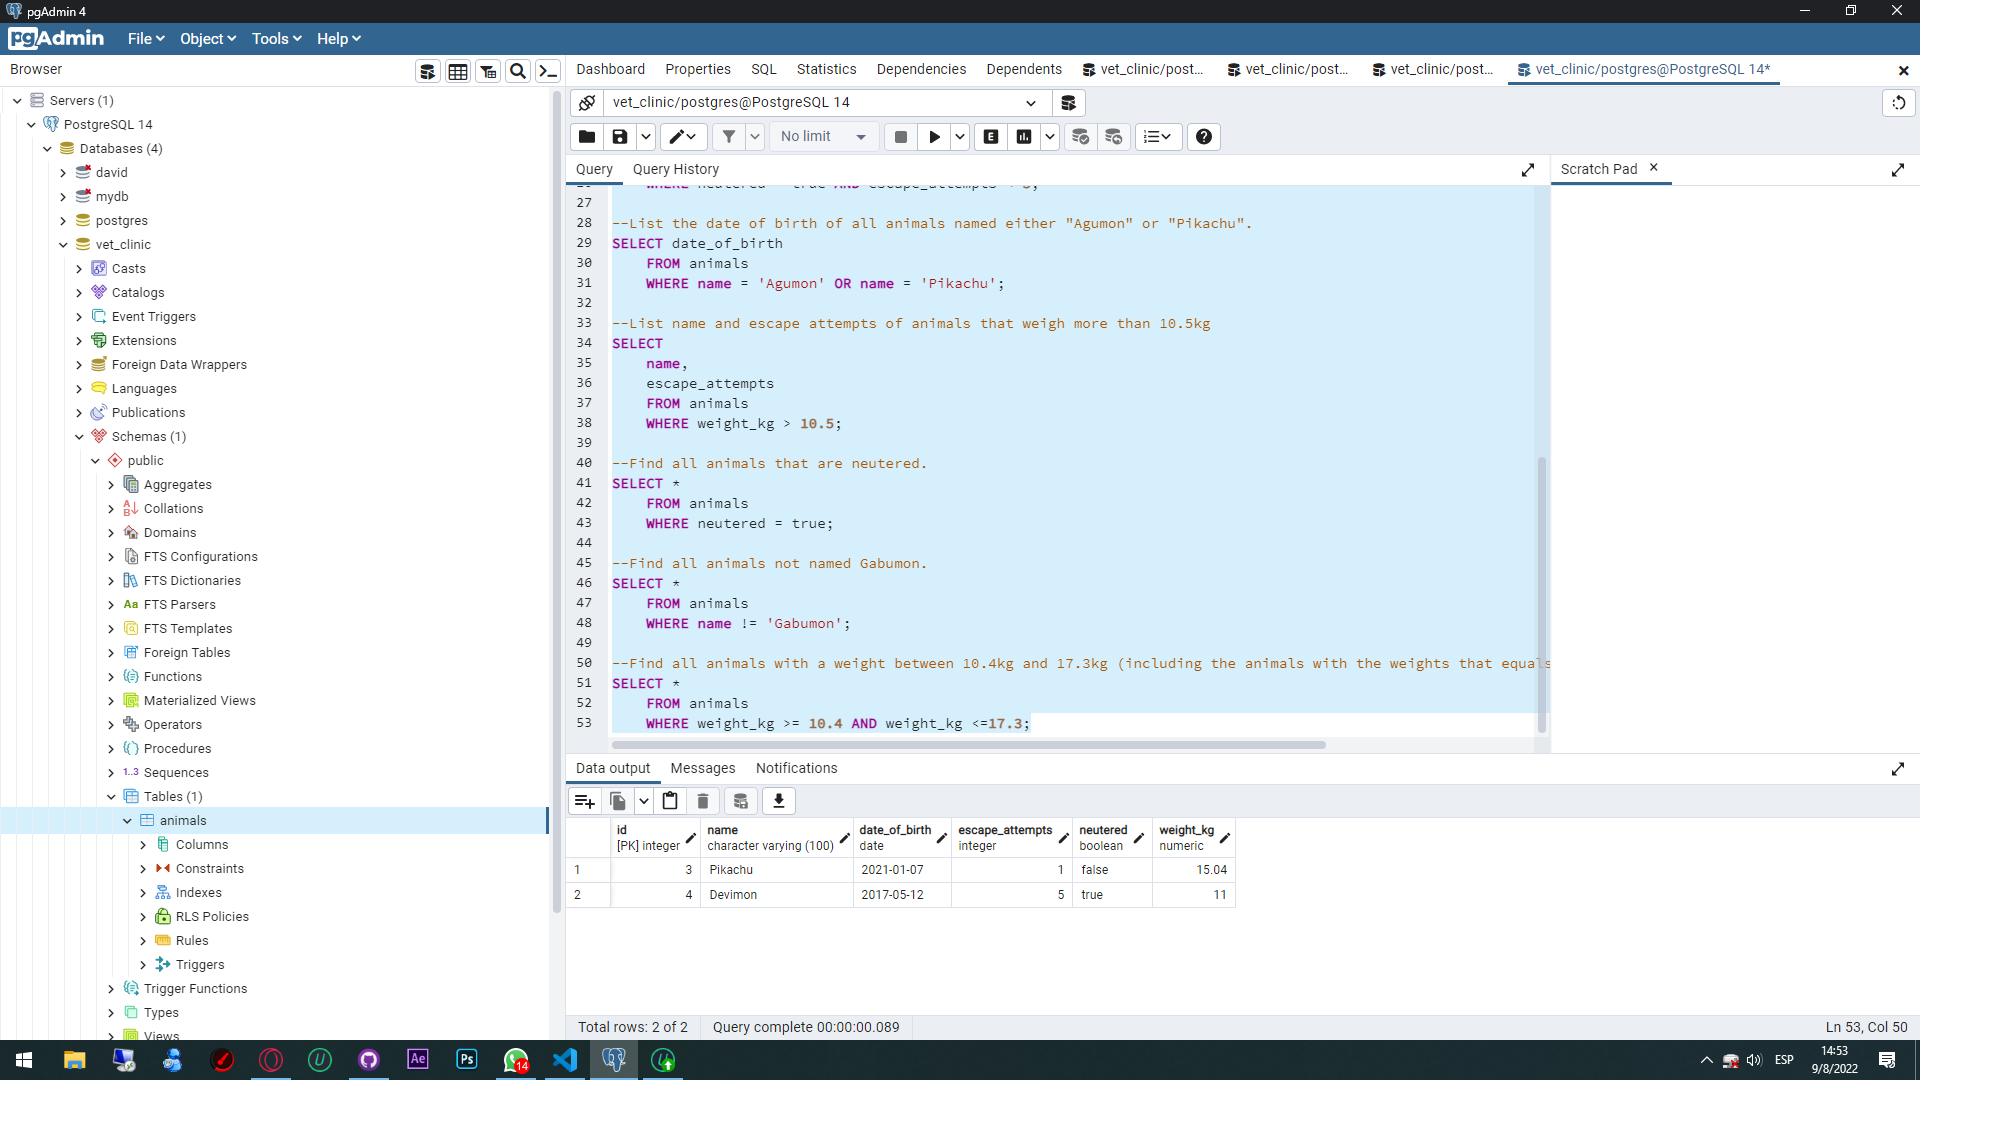 pgAdmin 4
pgAdmin File Object Tools Help
Browser
Dashboard Properties SQL Statistics Dependencies Dependents vet_clinic/post... vet_clinic/post... vet_clinic/post... vet_clinic/postgres@PostgreSQL 14*
Servers (1)
PostgreSQL 14
Databases (4)
david
mydb
postgres
vet_clinic
Casts
Catalogs
Event Triggers
Extensions
Foreign Data Wrappers
Languages
Publications
Schemas (1)
public
Aggregates
Collations
Domains
FTS Configurations
FTS Dictionaries
Aa FTS Parsers
FTS Templates
Foreign Tables
Functions
Materialized Views
Operators
Procedures
1..3 Sequences
Tables (1)
animals
Columns
Constraints
Indexes
RLS Policies
Rules
Triggers
Trigger Functions
Types
Views
vet_clinic/postgres@PostgreSQL 14
No limit E
Query Query History
Scratch Pad
27
28 --List the date of birth of all animals named either "Agumon" or "Pikachu".
29 SELECT date_of_birth
30 FROM animals
31 WHERE name = 'Agumon' OR name = 'Pikachu';
32
33 --List name and escape attempts of animals that weigh more than 10.5kg
34 SELECT
35 name,
36 escape_attempts
37 FROM animals
38 WHERE weight_kg > 10.5;
39
40 --Find all animals that are neutered.
41 SELECT *
42 FROM animals
43 WHERE neutered = true;
44
45 --Find all animals not named Gabumon.
46 SELECT *
47 FROM animals
48 WHERE name != 'Gabumon';
49
50 --Find all animals with a weight between 10.4kg and 17.3kg (including the animals with the weights that equals
51 SELECT *
52 FROM animals
53 WHERE weight_kg >= 10.4 AND weight_kg <=17.3;
Data output Messages Notifications
id name date_of_birth escape_attempts neutered weight_kg
[PK] integer character varying (100) date integer boolean numeric
1 3 Pikachu 2021-01-07 1 false 15.04
2 4 Devimon 2017-05-12 5 true 11
Total rows: 2 of 2 Query complete 00:00:00.089 Ln 53, Col 50
Ae Ps 14 ESP 14:53
9/8/2022